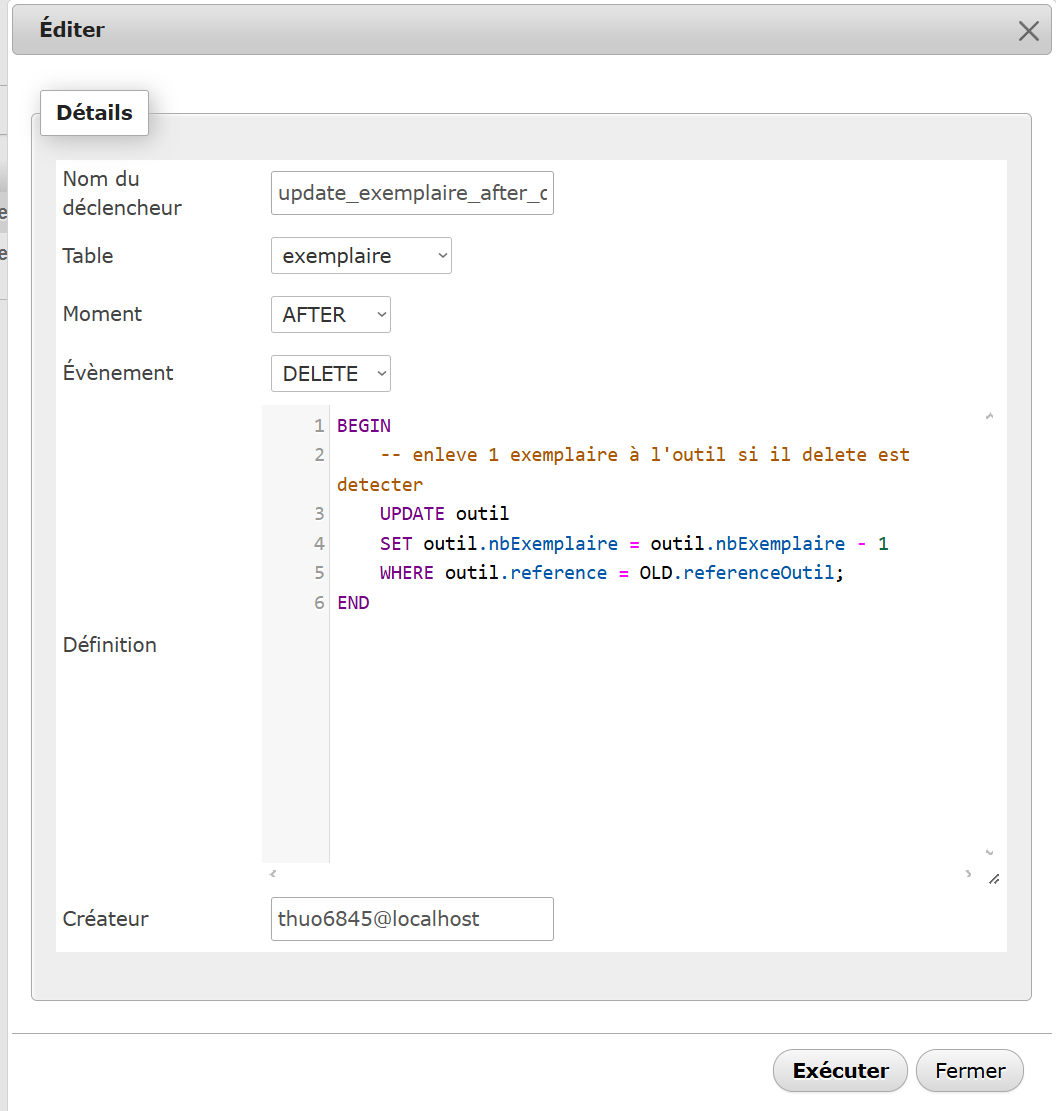 Éditer
Détails
Nom du
déclencheur
update_exemplaire_after_
Table
exemplaire
Moment
AFTER
Évènement
DELETE
Définition
1 BEGIN
2     -- enleve 1 exemplaire à l'outil si il delete est
detecter
3     UPDATE outil
4     SET outil.nbExemplaire = outil.nbExemplaire - 1
5     WHERE outil.reference = OLD.referenceOutil;
6 END
Créateur
thuo6845@localhost
Exécuter
Fermer